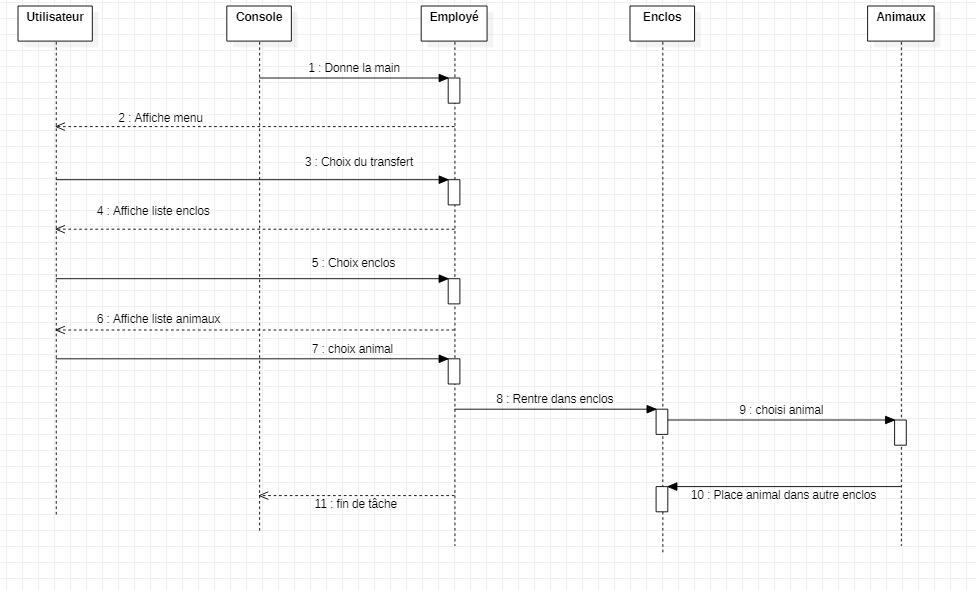 Utilisateur
Console
Employé
Enclos
Animaux
1 : Donne la main
2 : Affiche menu
3 : Choix du transfert
4 : Affiche liste enclos
5 : Choix enclos
6 : Affiche liste animaux
7 : choix animal
8 : Rentre dans enclos
9 : choisi animal
10 : Place animal dans autre enclos
11 : fin de tâche